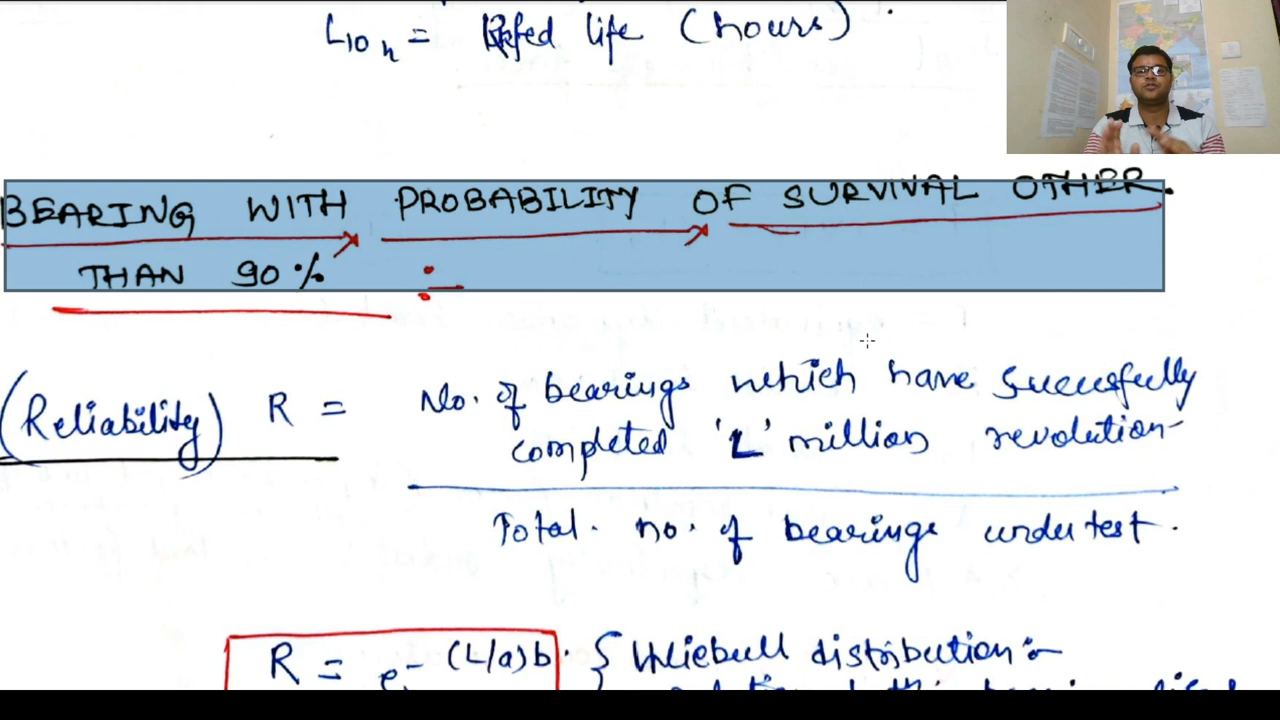 L10h = Rated life (hours).
BEARING WITH PROBABILITY OF SURVIVAL OTHER
THAN 90% :-
(Reliability) R = No. of bearings which have successfully
completed 'L' million revolution-
Total. no. of bearings under test.
R = e- (L/a)b. { Wiebull distribution :-